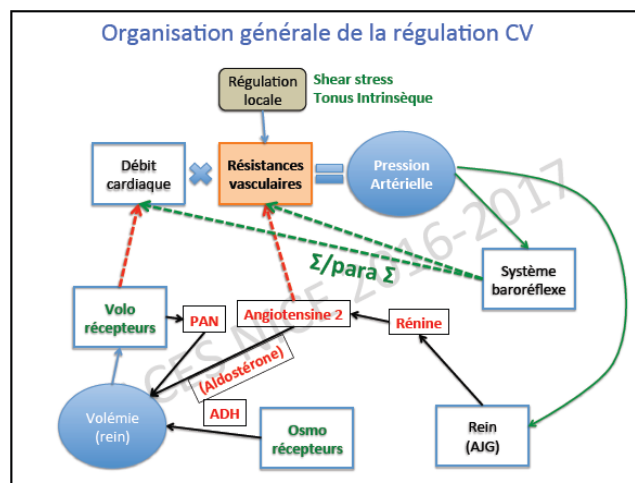 Organisation générale de la régulation CV
Régulation
locale
Shear stress
Tonus Intrinsèque
Débit
cardiaque
Résistances
vasculaires
Pression
Artérielle
Σ/para Σ
Système
baroréflexe
Volo
récepteurs
PAN
Angiotensine 2
Rénine
(Aldostérone)
Volémie
(rein)
ADH
Osmo
récepteurs
Rein
(AJG)
CES NICE 2016-2017